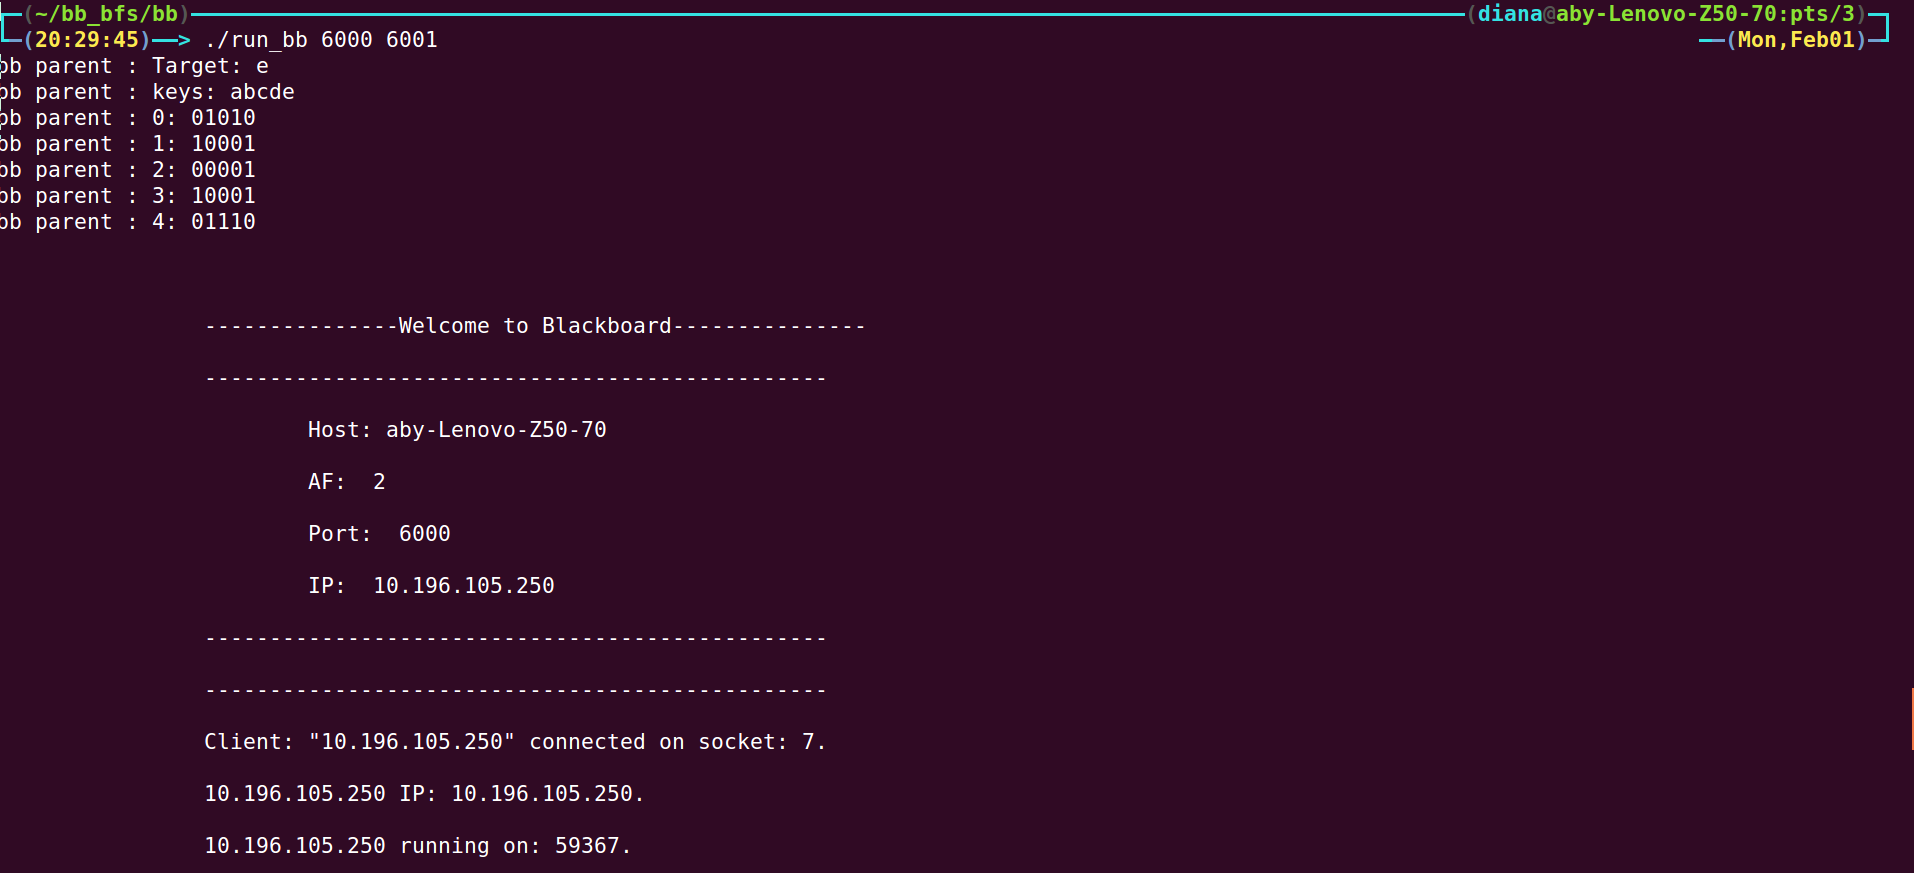 (~/bb_bfs/bb) (diana@aby-Lenovo-Z50-70:pts/3)
(20:29:45)──> ./run_bb 6000 6001 (Mon,Feb01)
bb parent : Target: e
bb parent : keys: abcde
bb parent : 0: 01010
bb parent : 1: 10001
bb parent : 2: 00001
bb parent : 3: 10001
bb parent : 4: 01110
---------------Welcome to Blackboard---------------
------------------------------------------------
Host: aby-Lenovo-Z50-70
AF:  2
Port:  6000
IP:  10.196.105.250
------------------------------------------------
------------------------------------------------
Client: "10.196.105.250" connected on socket: 7.
10.196.105.250 IP: 10.196.105.250.
10.196.105.250 running on: 59367.